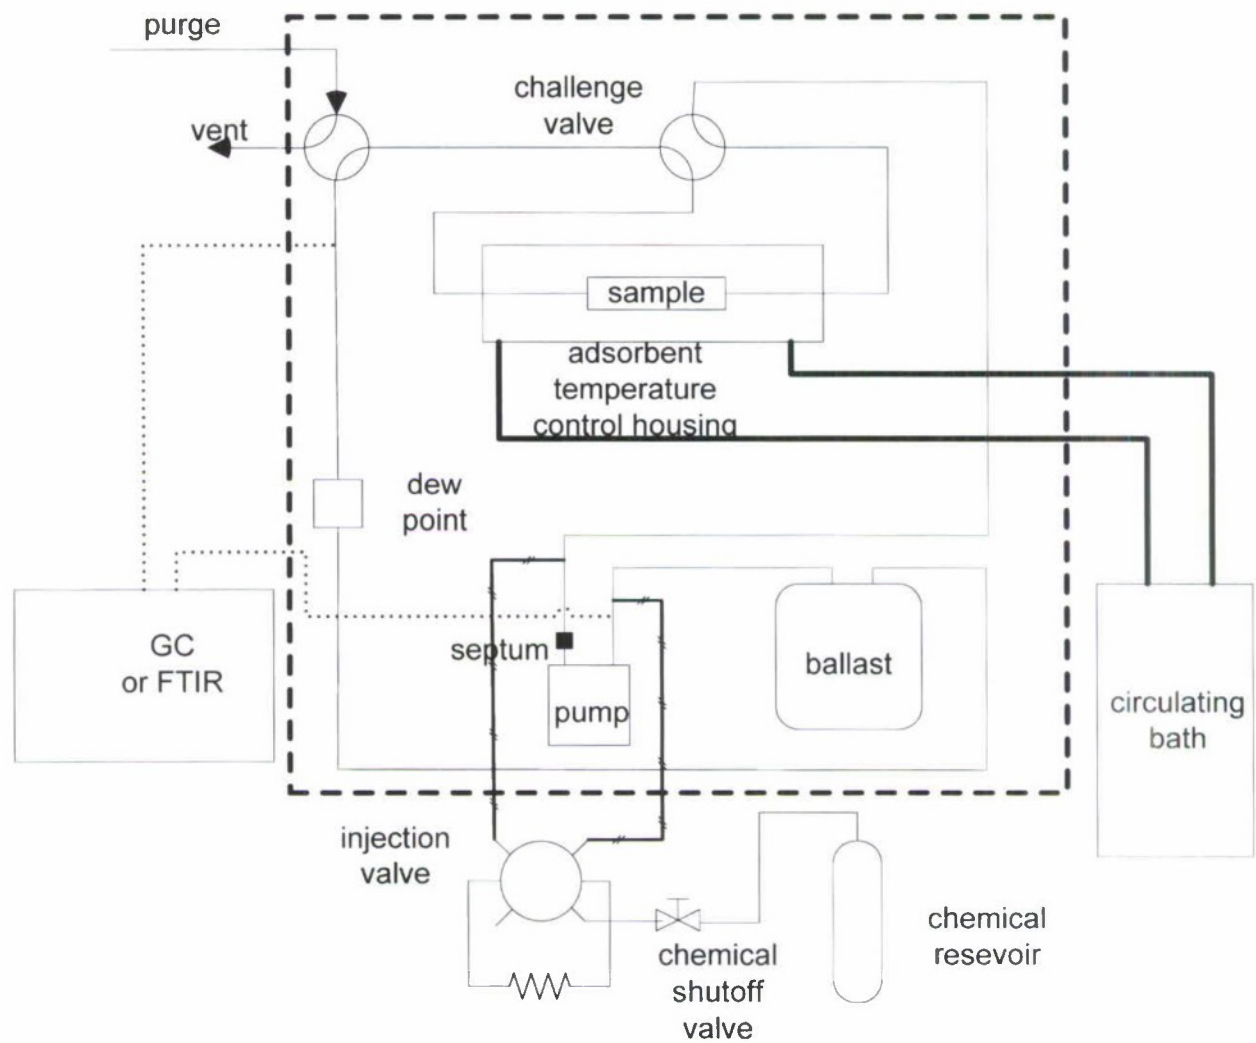 purge
challenge
valve
vent
sample
adsorbent
temperature
control housing
dew
point
GC
or FTIR
septum
pump
ballast
circulating
bath
injection
valve
chemical
resevoir
chemical
shutoff
valve